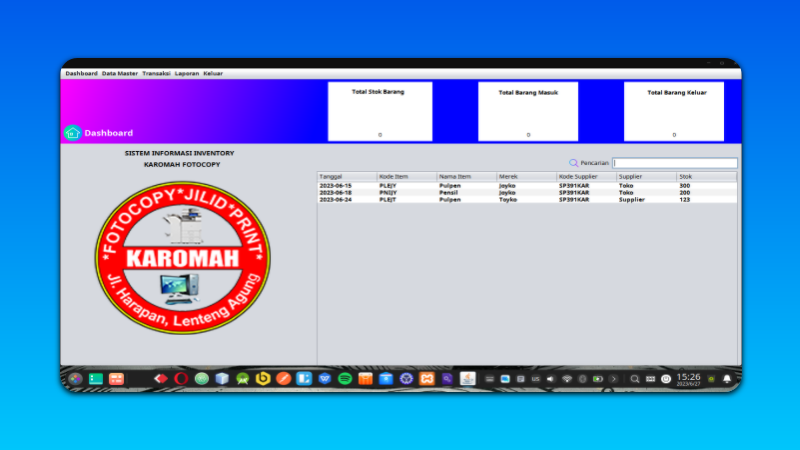 Dashboard Data Master Transaksi Laporan Keluar
Total Stok Barang
0
Total Barang Masuk
0
Total Barang Keluar
0
Dashboard
SISTEM INFORMASI INVENTORY
KAROMAH FOTOCOPY
*FOTOCOPY*JILID*PRINT*
KAROMAH
Jl. Harapan, Lenteng Agung
Pencarian
Tanggal Kode Item Nama Item Merek Kode Supplier Supplier Stok
2023-06-15 PLEJY Pulpen Joyko SP391KAR Toko 300
2023-06-18 PNIJY Pensil Joyko SP391KAR Toko 200
2023-06-24 PLEJT Pulpen Toyko SP391KAR Supplier 123
US
15:26
2023/6/27